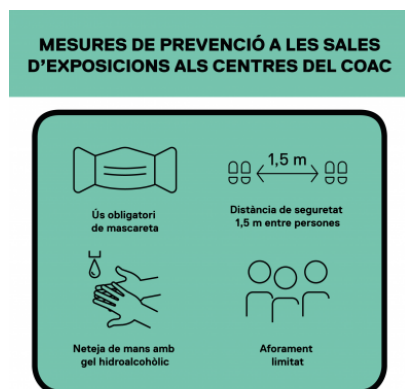 MESURES DE PREVENCIÓ A LES SALES
D'EXPOSICIONS ALS CENTRES DEL COAC
1,5 m
Ús obligatori
de mascareta
Distància de seguretat
1,5 m entre persones
Neteja de mans amb
gel hidroalcohòlic
Aforament
limitat